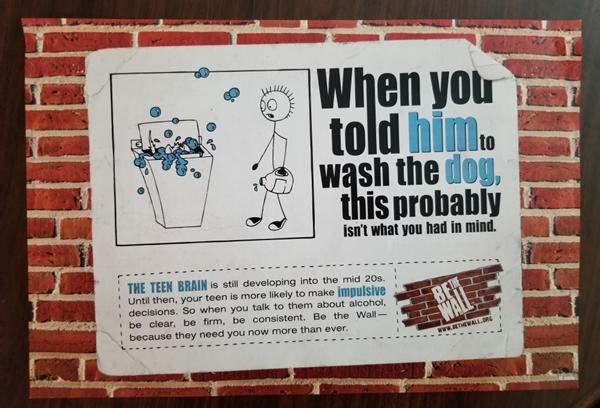 When you
told him to
wash the dog,
this probably
isn't what you had in mind.
THE TEEN BRAIN is still developing into the mid 20s.
Until then, your teen is more likely to make impulsive
decisions. So when you talk to them about alcohol,
be clear, be firm, be consistent. Be the Wall—
because they need you now more than ever.
BE THE
WALL
WWW.BETHEWALL.ORG